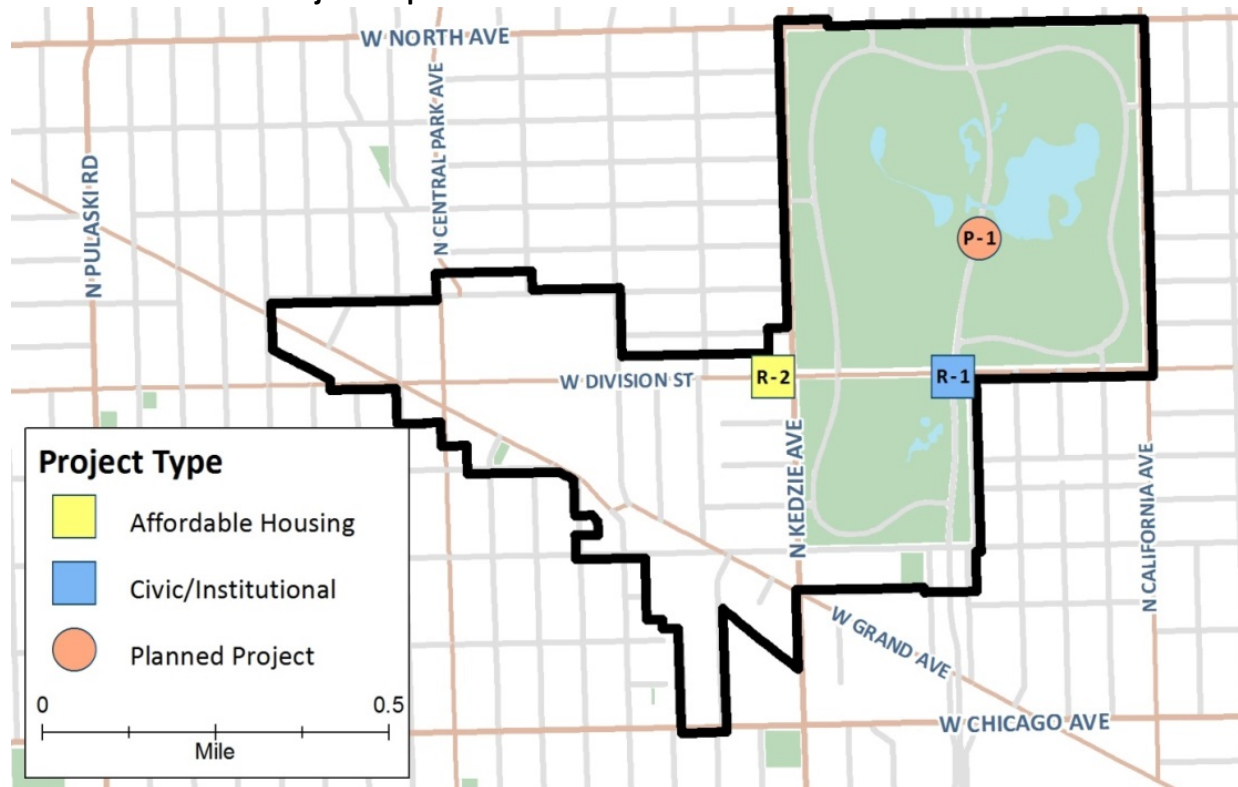 W NORTH AVE
N CENTRAL PARK AVE
N PULASKI RD
P-1
W DIVISION ST
R-2
R-1
N KEDZIE AVE
N CALIFORNIA AVE
Project Type
Affordable Housing
Civic/Institutional
Planned Project
0
0.5
Mile
W GRAND AVE
W CHICAGO AVE